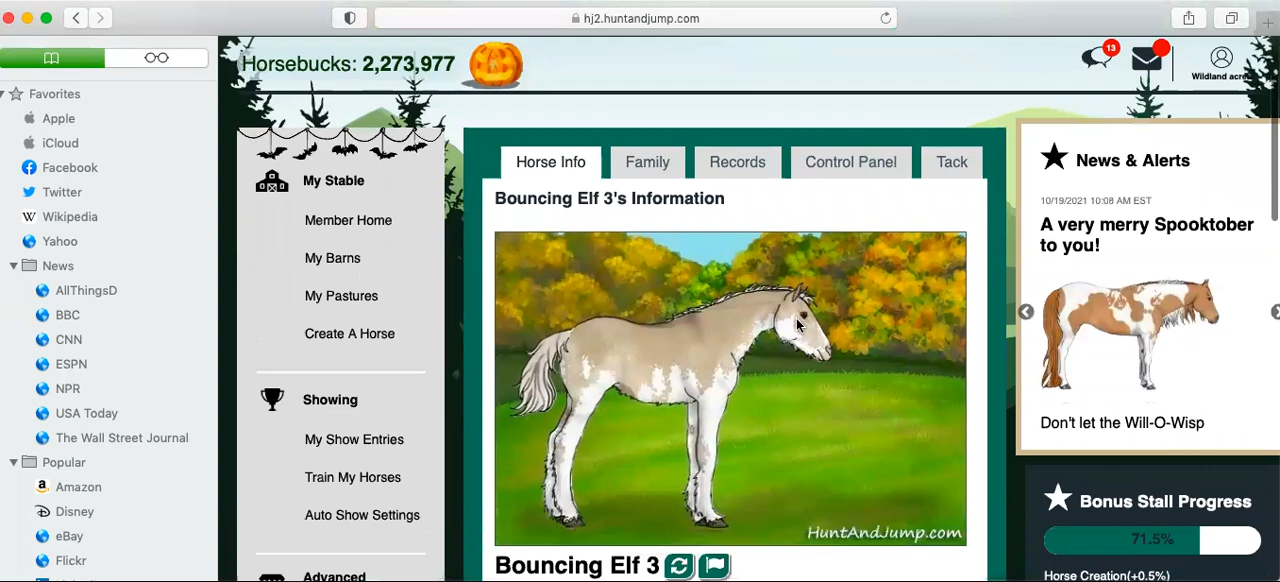 hj2.huntandjump.com
Horsebucks: 2,273,977
13
Favorites
Apple
iCloud
Facebook
Twitter
Wikipedia
Yahoo
News
AllThingsD
BBC
CNN
ESPN
NPR
USA Today
The Wall Street Journal
Popular
Amazon
Disney
eBay
Flickr
My Stable
Member Home
My Barns
My Pastures
Create A Horse
Showing
My Show Entries
Train My Horses
Auto Show Settings
Advanced
Horse Info
Family
Records
Control Panel
Tack
Bouncing Elf 3's Information
HuntAndJump.com
Bouncing Elf 3
News & Alerts
10/19/2021 10:08 AM EST
A very merry Spooktober
to you!
Don't let the Will-O-Wisp
Bonus Stall Progress
71.5%
Horse Creation(+0.5%)
Wildland